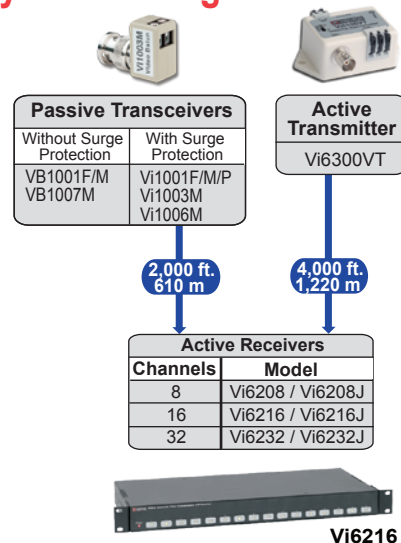 Vi1003M
Video Balun
Passive Transceivers
Without Surge Protection
With Surge Protection
VB1001F/M
VB1007M
Vi1001F/M/P
Vi1003M
Vi1006M
Active
Transmitter
Vi6300VT
2,000 ft.
610 m
4,000 ft.
1,220 m
Active Receivers
Channels Model
8 Vi6208 / Vi6208J
16 Vi6216 / Vi6216J
32 Vi6232 / Vi6232J
Vi6216